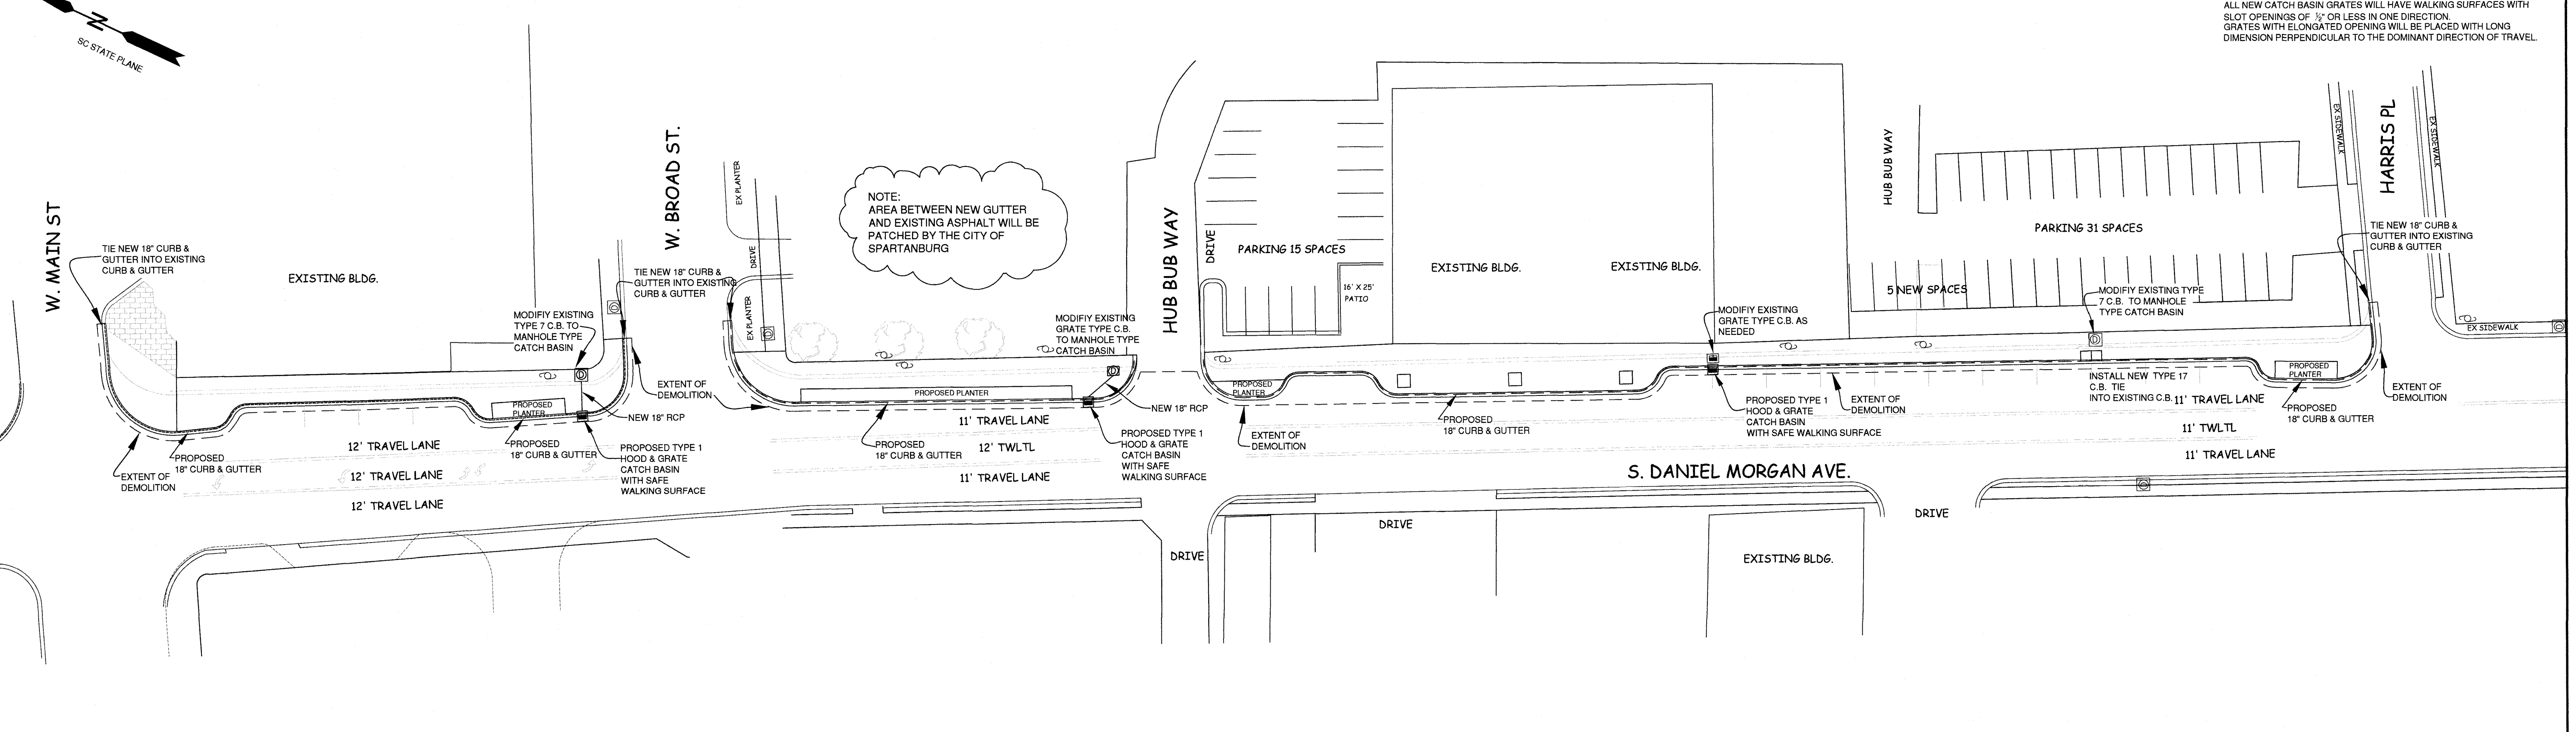 N
SC STATE PLANE
ALL NEW CATCH BASIN GRATES WILL HAVE WALKING SURFACES WITH
SLOT OPENINGS OF ½" OR LESS IN ONE DIRECTION.
GRATES WITH ELONGATED OPENING WILL BE PLACED WITH LONG
DIMENSION PERPENDICULAR TO THE DOMINANT DIRECTION OF TRAVEL.
W. MAIN ST
TIE NEW 18" CURB &
GUTTER INTO EXISTING
CURB & GUTTER
EXISTING BLDG.
MODIFIY EXISTING
TYPE 7 C.B. TO
MANHOLE TYPE
CATCH BASIN
W. BROAD ST.
TIE NEW 18" CURB &
GUTTER INTO EXISTING
CURB & GUTTER
EX PLANTER
DRIVE
EX PLANTER
NOTE:
AREA BETWEEN NEW GUTTER
AND EXISTING ASPHALT WILL BE
PATCHED BY THE CITY OF
SPARTANBURG
MODIFIY EXISTING
GRATE TYPE C.B.
TO MANHOLE TYPE
CATCH BASIN
HUB BUB WAY
DRIVE
PARKING 15 SPACES
16' X 25'
PATIO
EXISTING BLDG.
EXISTING BLDG.
MODIFIY EXISTING
GRATE TYPE C.B. AS
NEEDED
HUB BUB WAY
PARKING 31 SPACES
5 NEW SPACES
MODIFIY EXISTING TYPE
7 C.B. TO MANHOLE
TYPE CATCH BASIN
EX SIDEWALK
HARRIS PL
EX SIDEWALK
TIE NEW 18" CURB &
GUTTER INTO EXISTING
CURB & GUTTER
EX SIDEWALK
EXTENT OF
DEMOLITION
PROPOSED
18" CURB & GUTTER
PROPOSED
PLANTER
PROPOSED
18" CURB & GUTTER
NEW 18" RCP
PROPOSED TYPE 1
HOOD & GRATE
CATCH BASIN
WITH SAFE
WALKING SURFACE
EXTENT OF
DEMOLITION
12' TRAVEL LANE
12' TRAVEL LANE
12' TRAVEL LANE
PROPOSED PLANTER
PROPOSED
18" CURB & GUTTER
11' TRAVEL LANE
12' TWLTL
11' TRAVEL LANE
NEW 18" RCP
PROPOSED TYPE 1
HOOD & GRATE
CATCH BASIN
WITH SAFE
WALKING SURFACE
PROPOSED
PLANTER
EXTENT OF
DEMOLITION
PROPOSED
18" CURB & GUTTER
PROPOSED TYPE 1
HOOD & GRATE
CATCH BASIN
WITH SAFE WALKING SURFACE
EXTENT OF
DEMOLITION
INSTALL NEW TYPE 17
C.B. TIE
INTO EXISTING C.B.
11' TRAVEL LANE
11' TWLTL
11' TRAVEL LANE
PROPOSED
PLANTER
PROPOSED
18" CURB & GUTTER
EXTENT OF
DEMOLITION
S. DANIEL MORGAN AVE.
DRIVE
DRIVE
DRIVE
EXISTING BLDG.